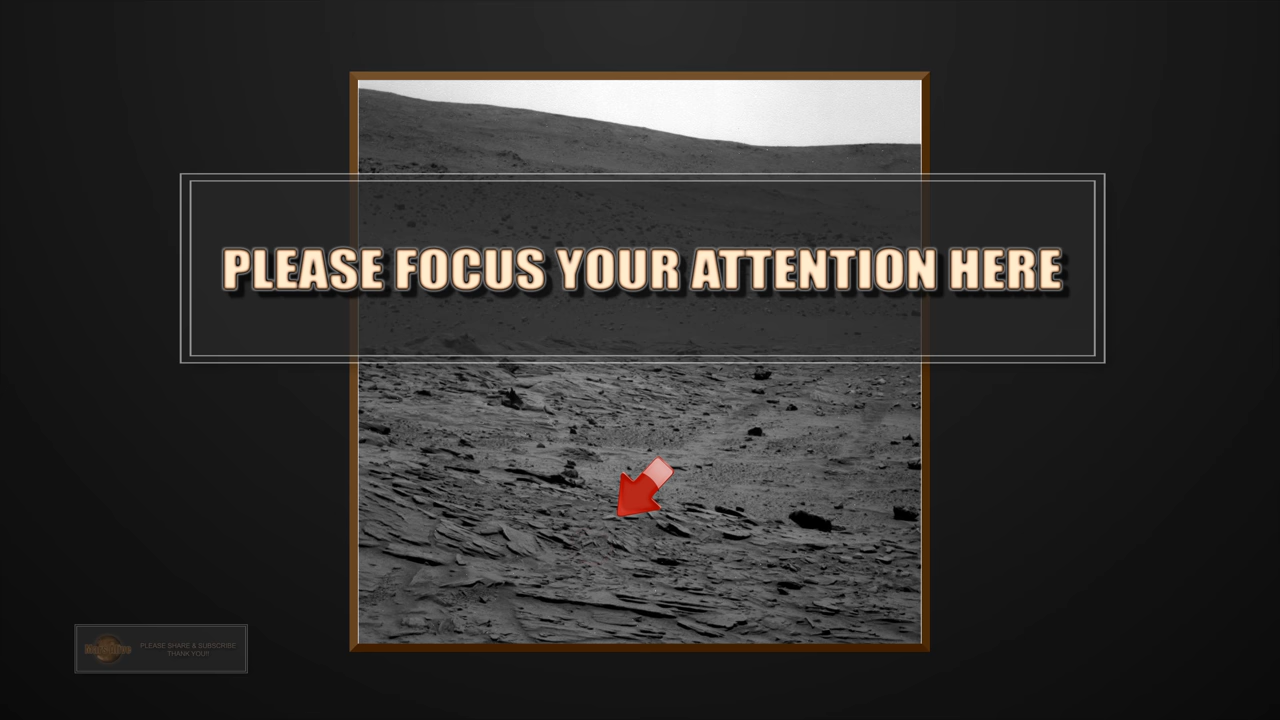 PLEASE FOCUS YOUR ATTENTION HERE
PLEASE SHARE & SUBSCRIBE
THANK YOU!!